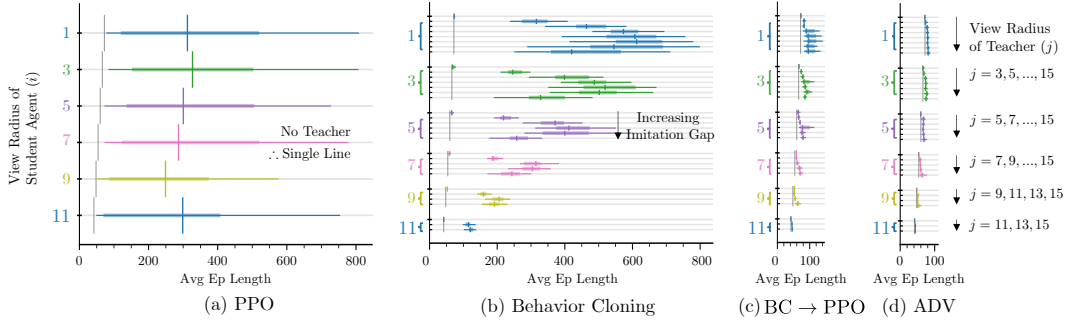 View Radius of
Student Agent (i)
1
3
5
7
9
11
No Teacher
∴ Single Line
0 200 400 600 800
Avg Ep Length
(a) PPO
1
3
5
7
9
11
Increasing
Imitation Gap
0 200 400 600 800
Avg Ep Length
(b) Behavior Cloning
1
3
5
7
9
11
0 100
Avg Ep Length
(c) BC → PPO
1
3
5
7
9
11
0 100
Avg Ep Length
(d) ADV
View Radius
of Teacher (j)
j = 3, 5, ..., 15
j = 5, 7, ..., 15
j = 7, 9, ..., 15
j = 9, 11, 13, 15
j = 11, 13, 15